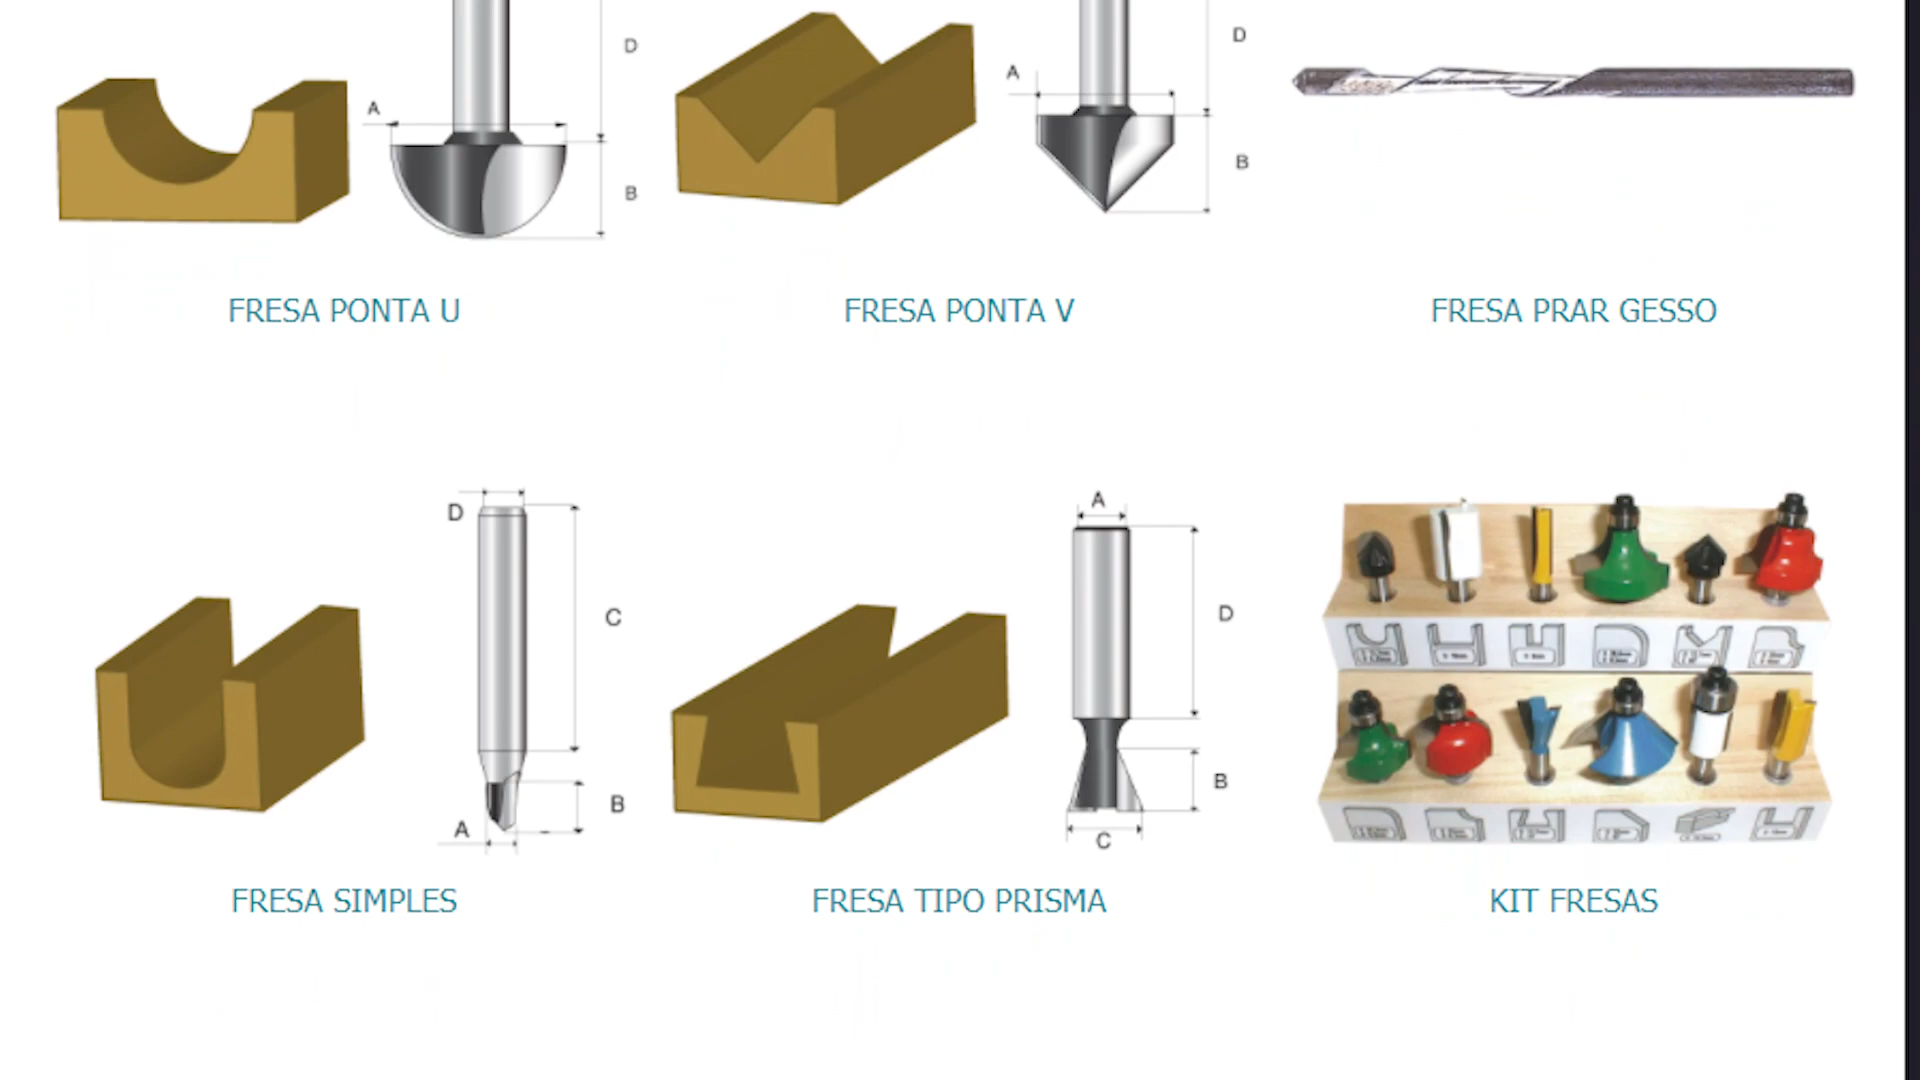 D
A
B
D
A
B
FRESA PONTA U
FRESA PONTA V
FRESA PRAR GESSO
D
C
B
A
A
D
B
C
FRESA SIMPLES
FRESA TIPO PRISMA
KIT FRESAS